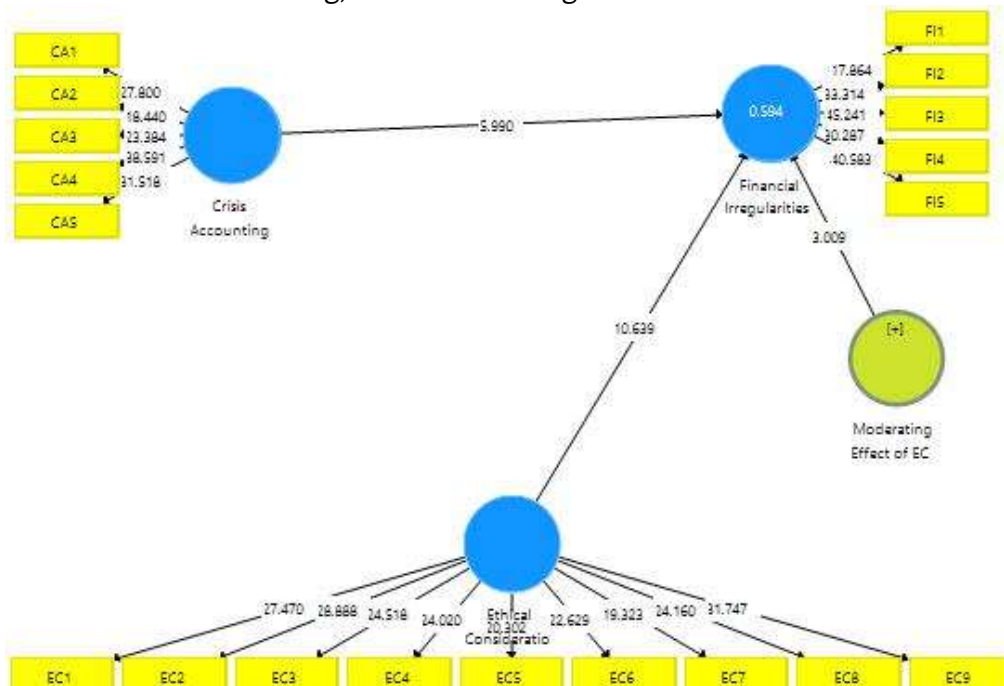 CA1
CA2
CA3
CA4
CA5
27.800
18.440
23.384
38.591
31.518
Crisis
Accounting
5.990
0.594
Financial
Irregularities
17.864
33.314
45.241
30.287
40.583
FI1
FI2
FI3
FI4
FI5
3.009
10.639
[+]
Moderating
Effect of EC
Ethical
Consideratio
27.470
28.888
24.518
24.020
20.302
22.629
19.323
24.160
31.747
EC1
EC2
EC3
EC4
EC5
EC6
EC7
EC8
EC9